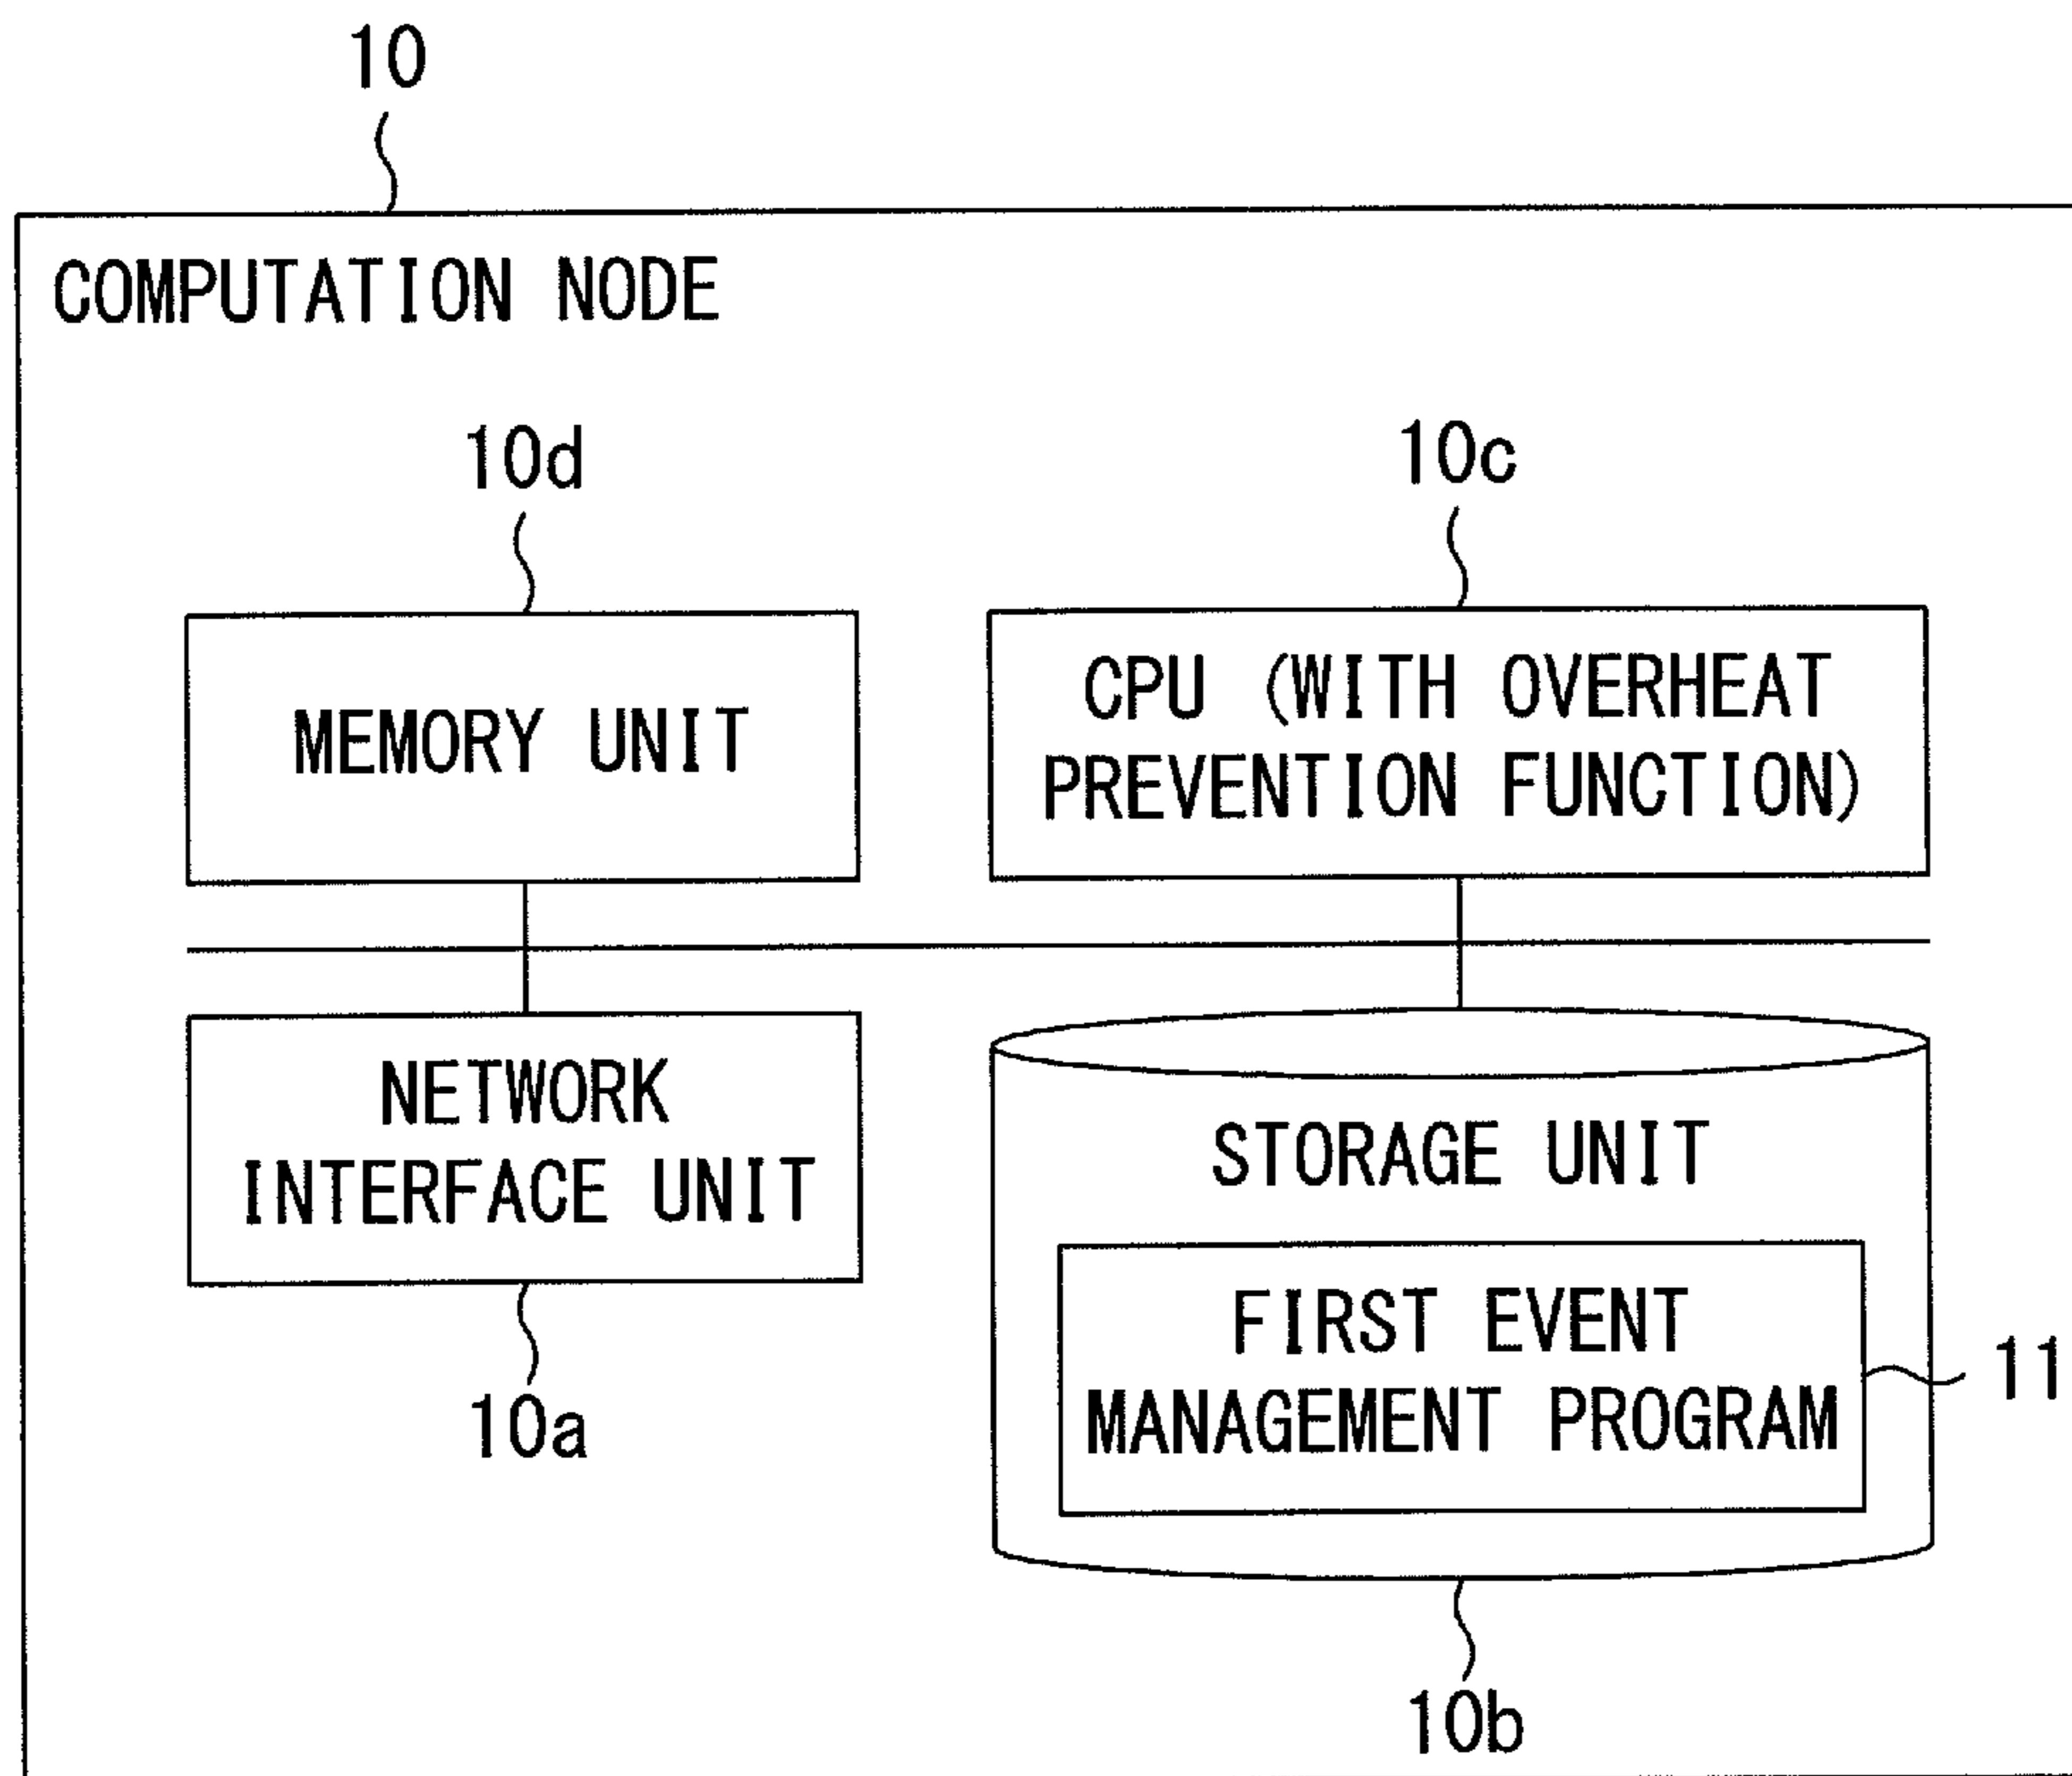 10
COMPUTATION NODE
10d
10c
MEMORY UNIT
CPU (WITH OVERHEAT
PREVENTION FUNCTION)
NETWORK
INTERFACE UNIT
10a
STORAGE UNIT
FIRST EVENT
MANAGEMENT PROGRAM
11
10b